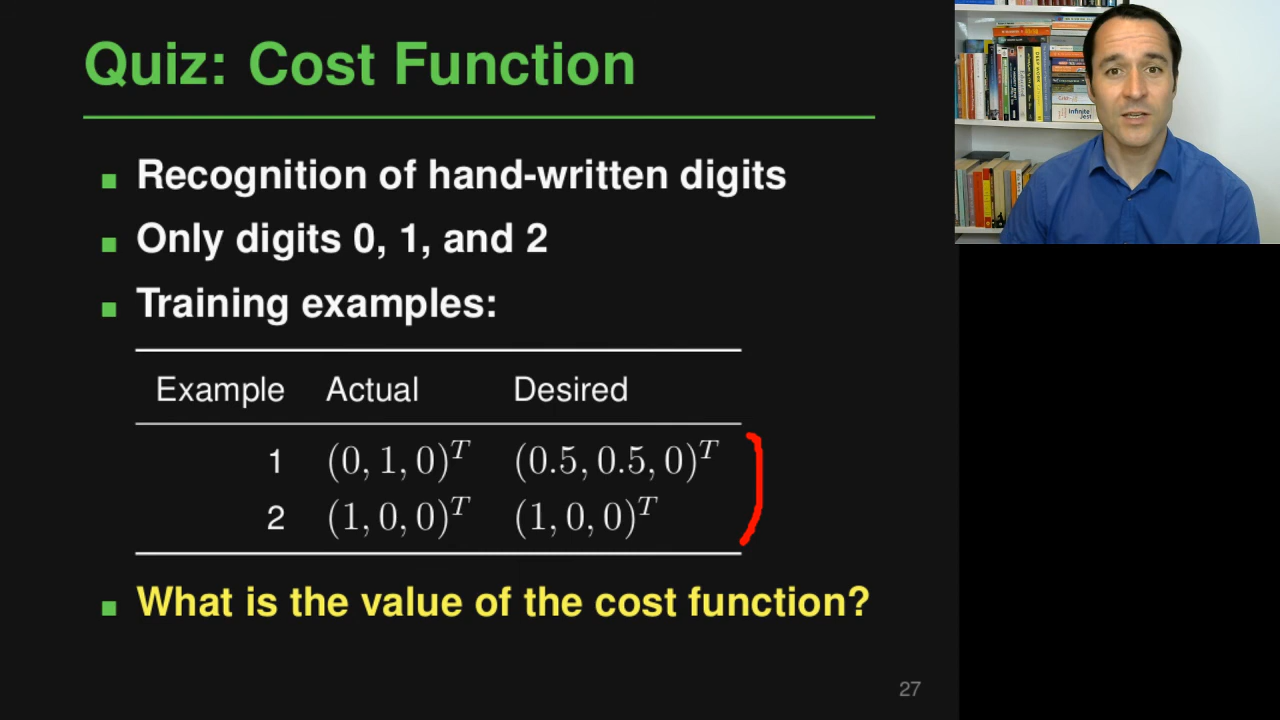 Quiz: Cost Function
Recognition of hand-written digits
Only digits 0, 1, and 2
Training examples:
Example Actual Desired
1 (0, 1, 0)^T (0.5, 0.5, 0)^T
2 (1, 0, 0)^T (1, 0, 0)^T
What is the value of the cost function?
27
Infinite
Jest